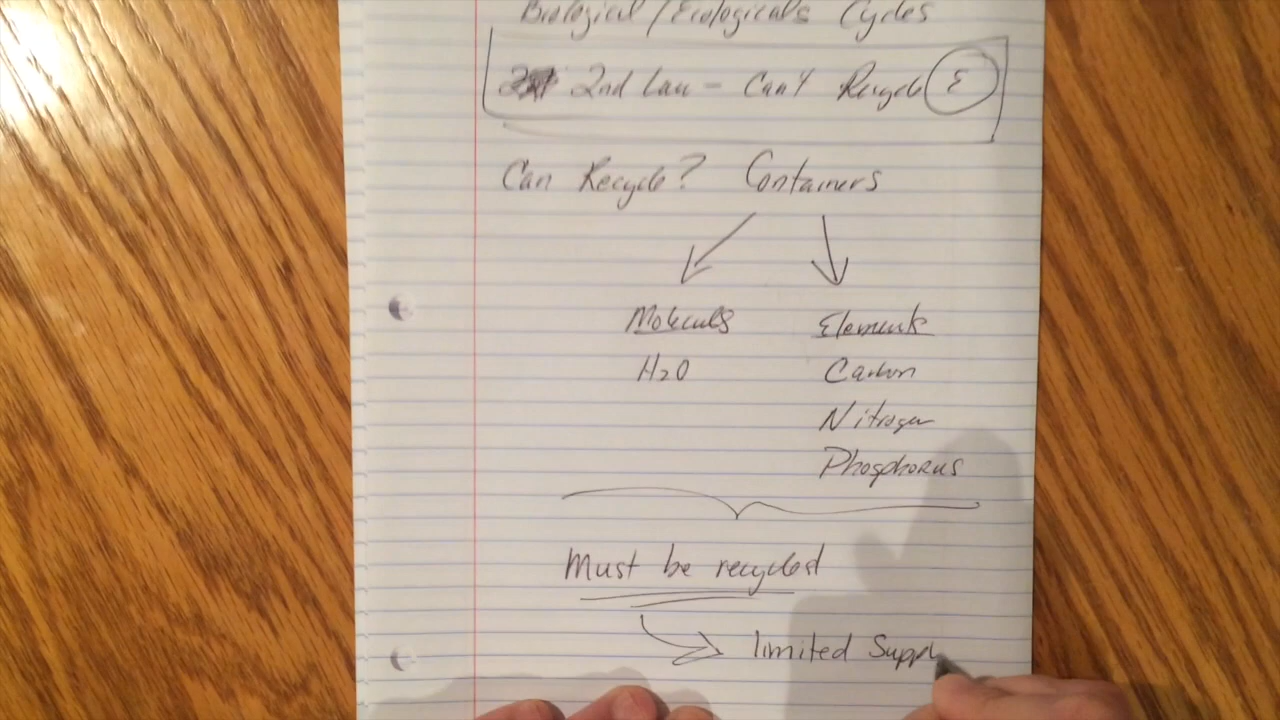 Biological/Ecologicals Cycles
2nd Law - Can't Recycle E
Can Recycle? Containers
Molecules Elements
H2O Carbon
Nitrogen
Phosphorus
Must be recycled
limited Suppl